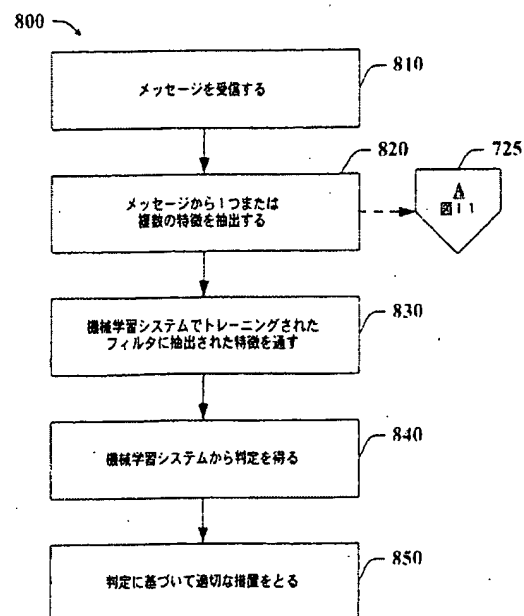 800
メッセージを受信する
810
メッセージから1つまたは
複数の特徴を抽出する
820
725
A
図11
機械学習システムでトレーニングされた
フィルタに抽出された特徴を通す
830
機械学習システムから判定を得る
840
判定に基づいて適切な措置をとる
850